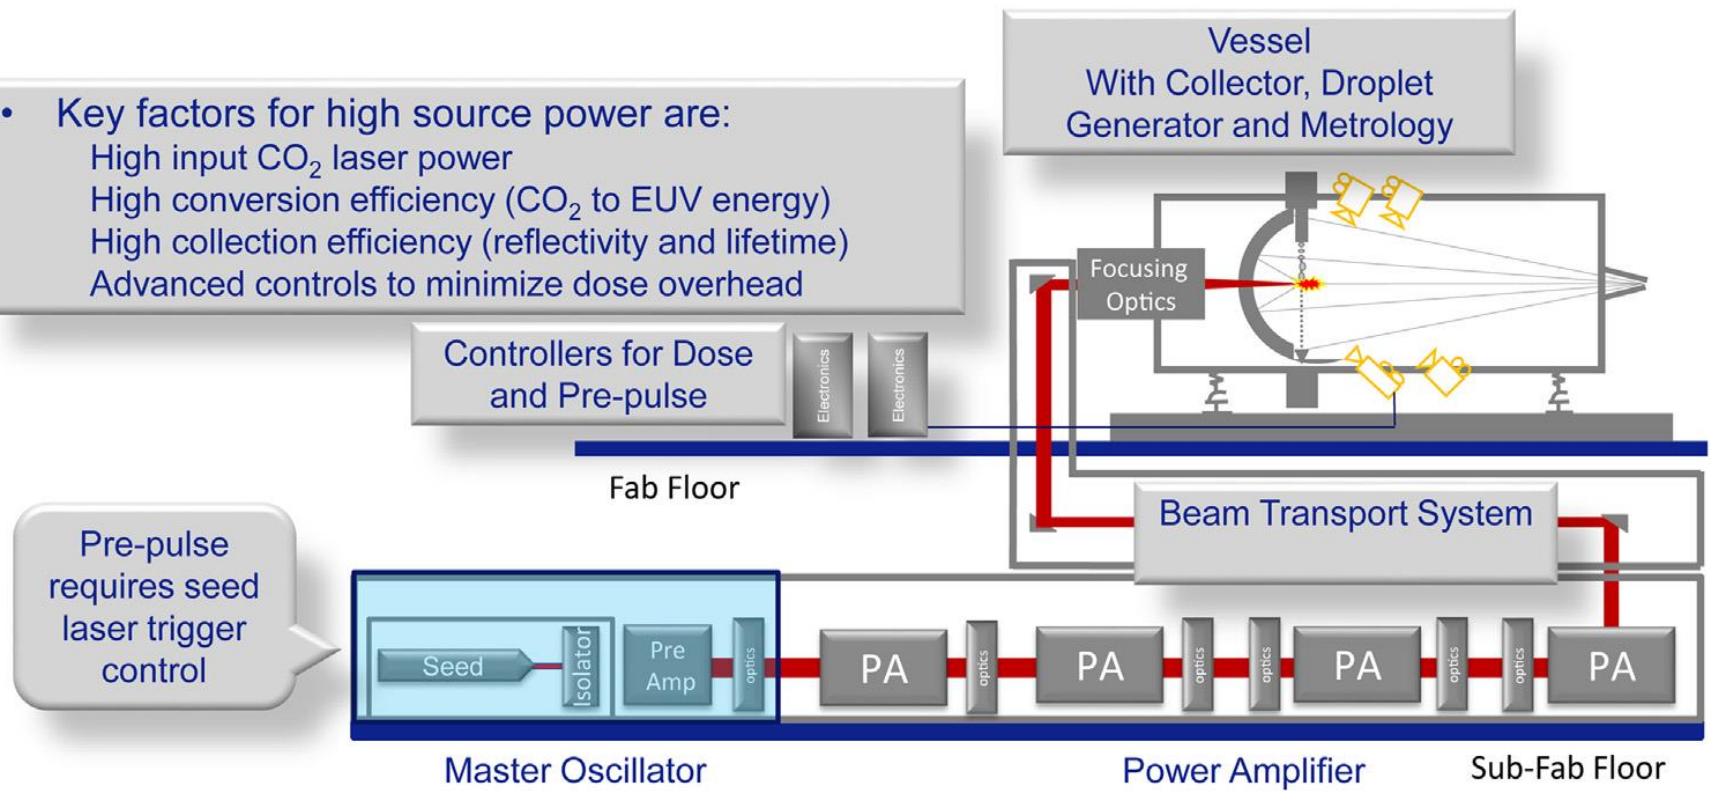 Vessel
With Collector, Droplet
Generator and Metrology
• Key factors for high source power are:
High input CO₂ laser power
High conversion efficiency (CO₂ to EUV energy)
High collection efficiency (reflectivity and lifetime)
Advanced controls to minimize dose overhead
Focusing
Optics
Controllers for Dose
and Pre-pulse
Electronics
Electronics
Fab Floor
Beam Transport System
Pre-pulse
requires seed
laser trigger
control
Seed
Isolator
Pre
Amp
optics
PA
optics
PA
optics
optics
PA
optics
optics
PA
Master Oscillator
Power Amplifier
Sub-Fab Floor